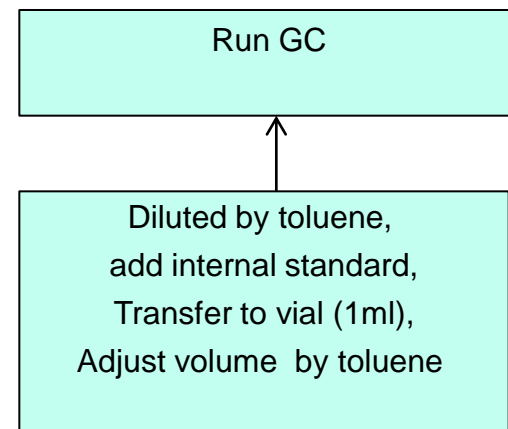 Run GC
Diluted by toluene,
add internal standard,
Transfer to vial (1ml),
Adjust volume by toluene